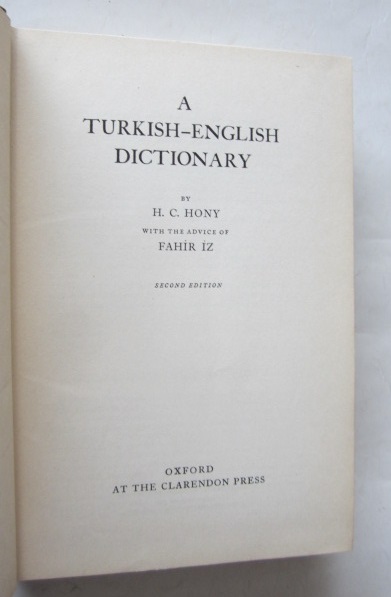 A
TURKISH–ENGLISH
DICTIONARY
BY
H. C. HONY
WITH THE ADVICE OF
FAHİR İZ
SECOND EDITION
OXFORD
AT THE CLARENDON PRESS